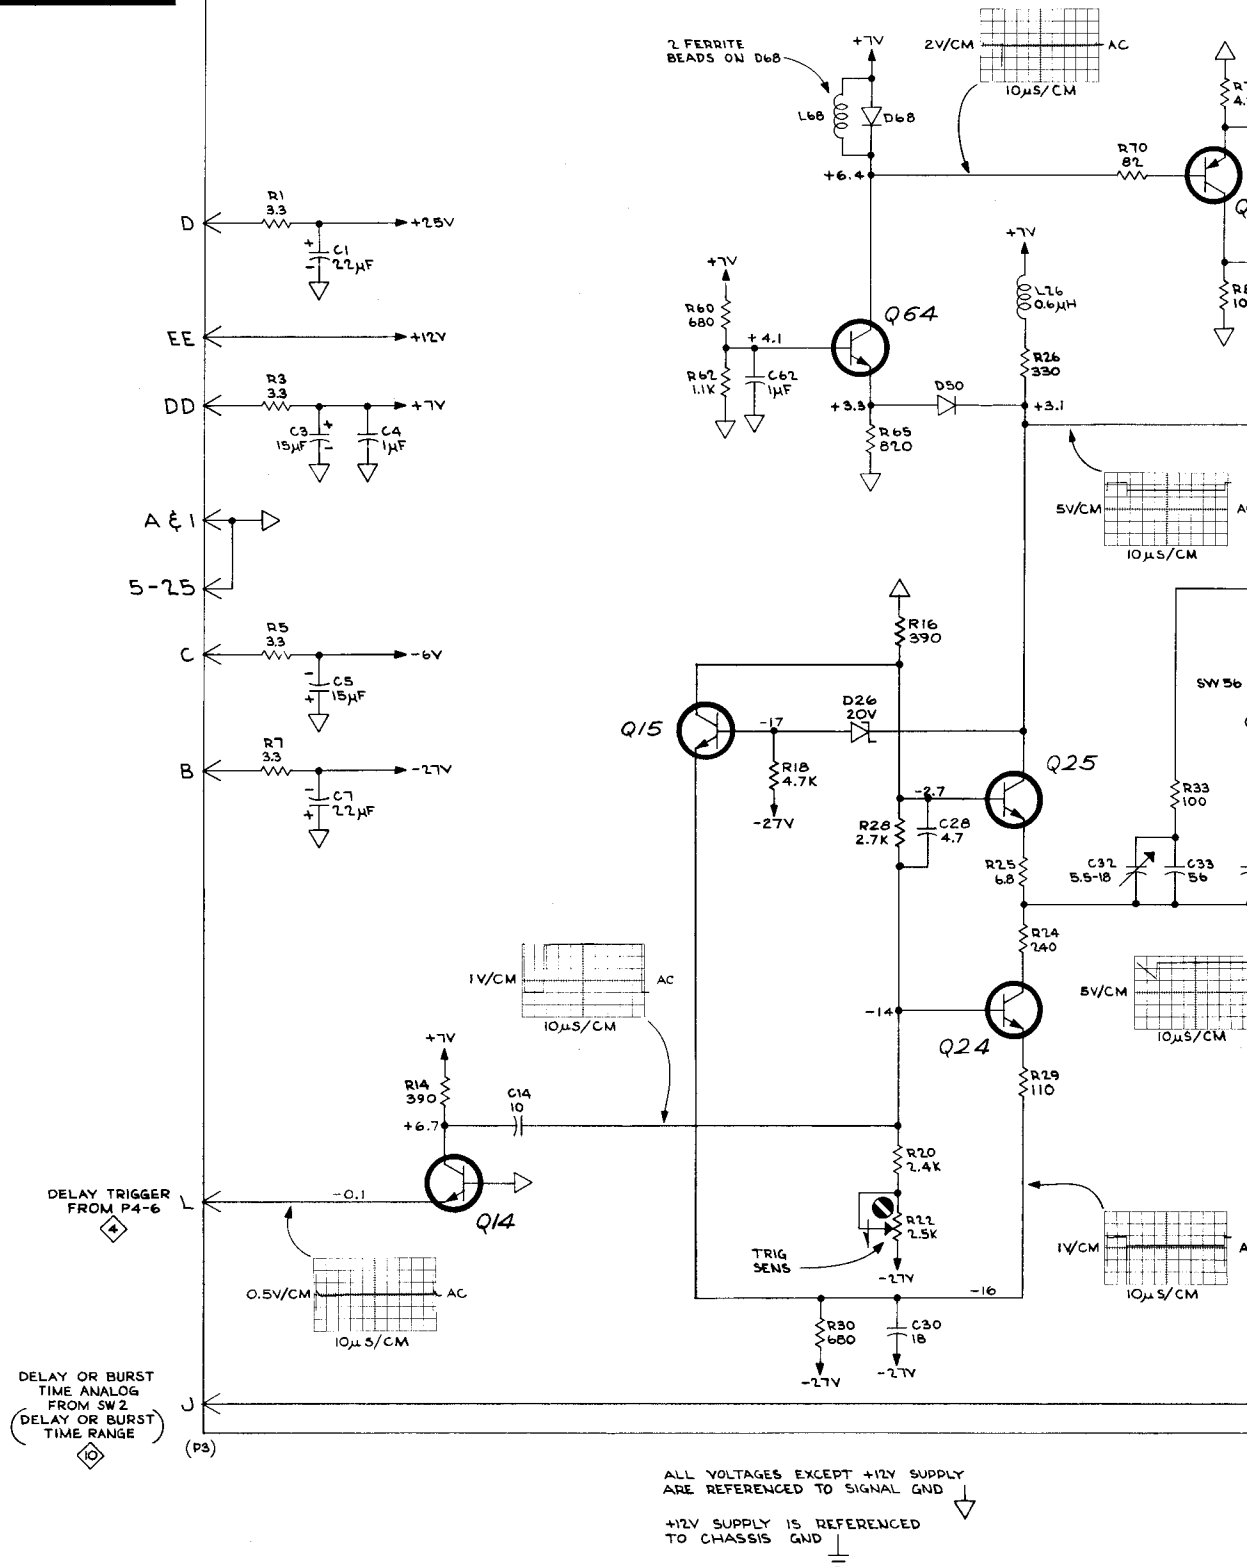 2 FERRITE
BEADS ON D68
+7V
L68
D68
2V/CM
AC
10µS/CM
+6.4
R70
82
D
R1
3.3
+25V
+
-
C1
22µF
EE
+12V
DD
R3
3.3
+7V
C3
15µF
+
-
C4
1µF
+7V
R60
680
+4.1
R62
1.1K
C62
1µF
Q64
+3.3
D50
R65
820
+7V
L26
0.6µH
R26
330
+3.1
5V/CM
10µS/CM
A & 1
5-25
C
R5
3.3
-6V
-
+
C5
15µF
B
R7
3.3
-27V
-
+
C7
22µF
R16
390
Q15
-17
D26
20V
R18
4.7K
-27V
Q25
-2.7
R28
2.7K
C28
4.7
R25
6.8
SW56
R33
100
C32
5.5-18
C33
56
R24
240
1V/CM
AC
10µS/CM
-14
Q24
5V/CM
10µS/CM
+7V
R14
390
C14
10
+6.7
R29
110
R20
2.4K
DELAY TRIGGER
FROM P4-6
4
L
-0.1
Q14
R22
2.5K
TRIG
SENS
-27V
1V/CM
10µS/CM
0.5V/CM
AC
10µS/CM
-16
R30
680
C30
18
-27V
-27V
DELAY OR BURST
TIME ANALOG
FROM SW2
(DELAY OR BURST
TIME RANGE)
10
J
(P3)
ALL VOLTAGES EXCEPT +12V SUPPLY
ARE REFERENCED TO SIGNAL GND
+12V SUPPLY IS REFERENCED
TO CHASSIS GND